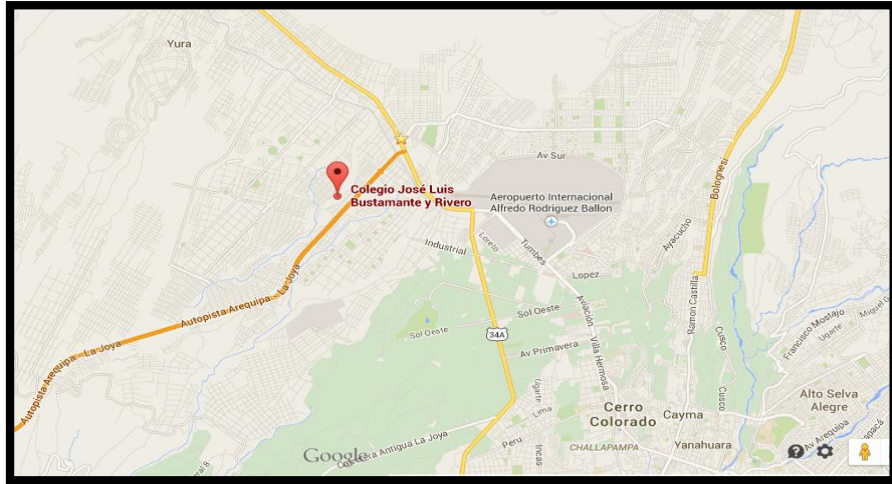 Yura
Av Sur
Colegio José Luis
Bustamante y Rivero
Aeropuerto Internacional
Alfredo Rodriguez Ballon
Bolognesi
Ayacucho
Industrial
Loreto
Tumbes
Lopez
Autopista Arequipa - La Joya
Autopista Arequipa - La Joya
Sol Oeste
Sol Oeste
Aviación
Ramon Castilla
34A
Av Primavera
Villa Hermosa
Cusco
Francisco Mostajo
Ugarte
Miguel G
Ugarte
Lima
Cerro
Colorado
Cayma
Cusco
Alto Selva
Alegre
Peru
Incas
CHALLAPAMPA
Yanahuara
Av Arequipa
Google
Antigua La Joya